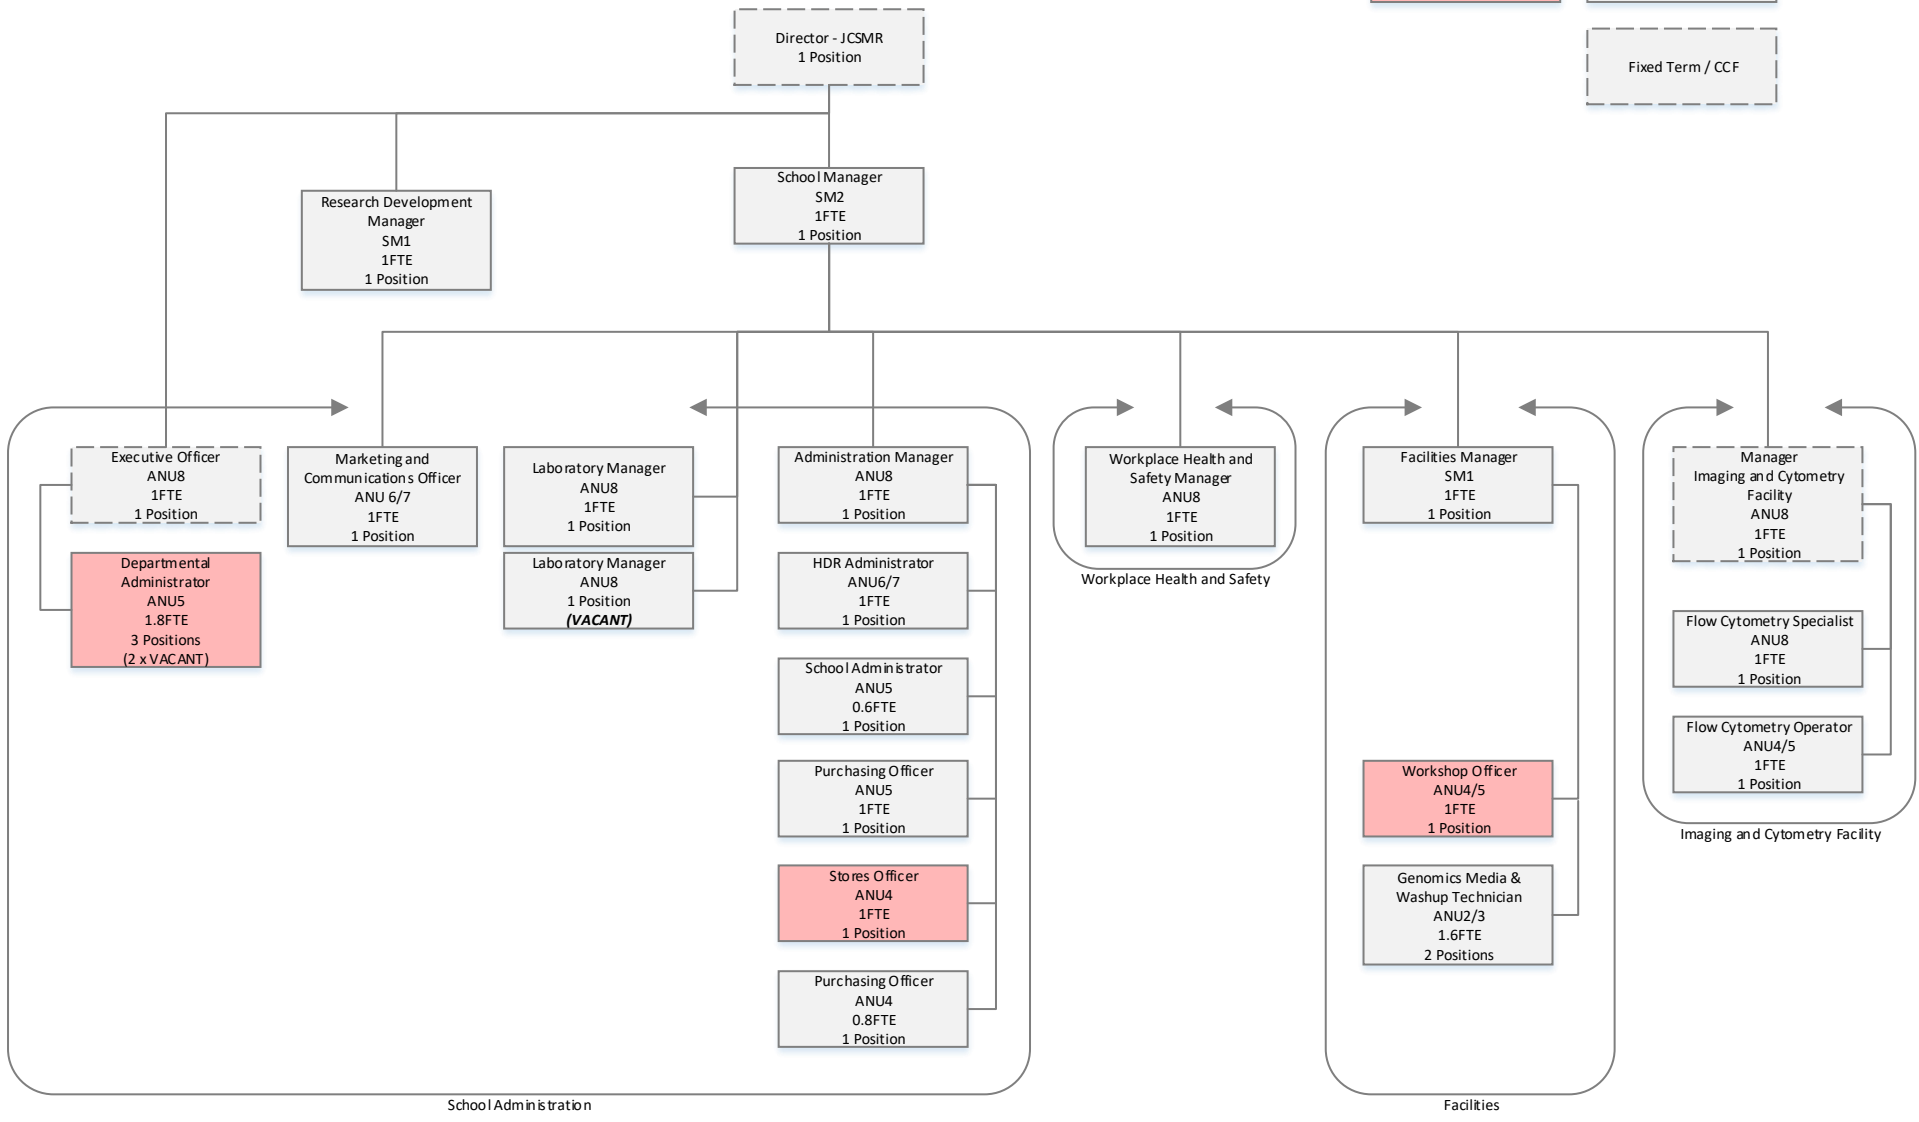 Director - JCSMR
1 Position
Fixed Term / CCF
Research Development
Manager
SM1
1FTE
1 Position
School Manager
SM2
1FTE
1 Position
Executive Officer
ANU8
1FTE
1 Position
Departmental
Administrator
ANU5
1.8FTE
3 Positions
(2 x VACANT)
Marketing and
Communications Officer
ANU 6/7
1FTE
1 Position
Laboratory Manager
ANU8
1FTE
1 Position
Laboratory Manager
ANU8
1 Position
(VACANT)
Administration Manager
ANU8
1FTE
1 Position
HDR Administrator
ANU6/7
1FTE
1 Position
School Administrator
ANU5
0.6FTE
1 Position
Purchasing Officer
ANU5
1FTE
1 Position
Stores Officer
ANU4
1FTE
1 Position
Purchasing Officer
ANU4
0.8FTE
1 Position
School Administration
Workplace Health and
Safety Manager
ANU8
1FTE
1 Position
Workplace Health and Safety
Facilities Manager
SM1
1FTE
1 Position
Workshop Officer
ANU4/5
1FTE
1 Position
Genomics Media &
Washup Technician
ANU2/3
1.6FTE
2 Positions
Facilities
Manager
Imaging and Cytometry
Facility
ANU8
1FTE
1 Position
Flow Cytometry Specialist
ANU8
1FTE
1 Position
Flow Cytometry Operator
ANU4/5
1FTE
1 Position
Imaging and Cytometry Facility